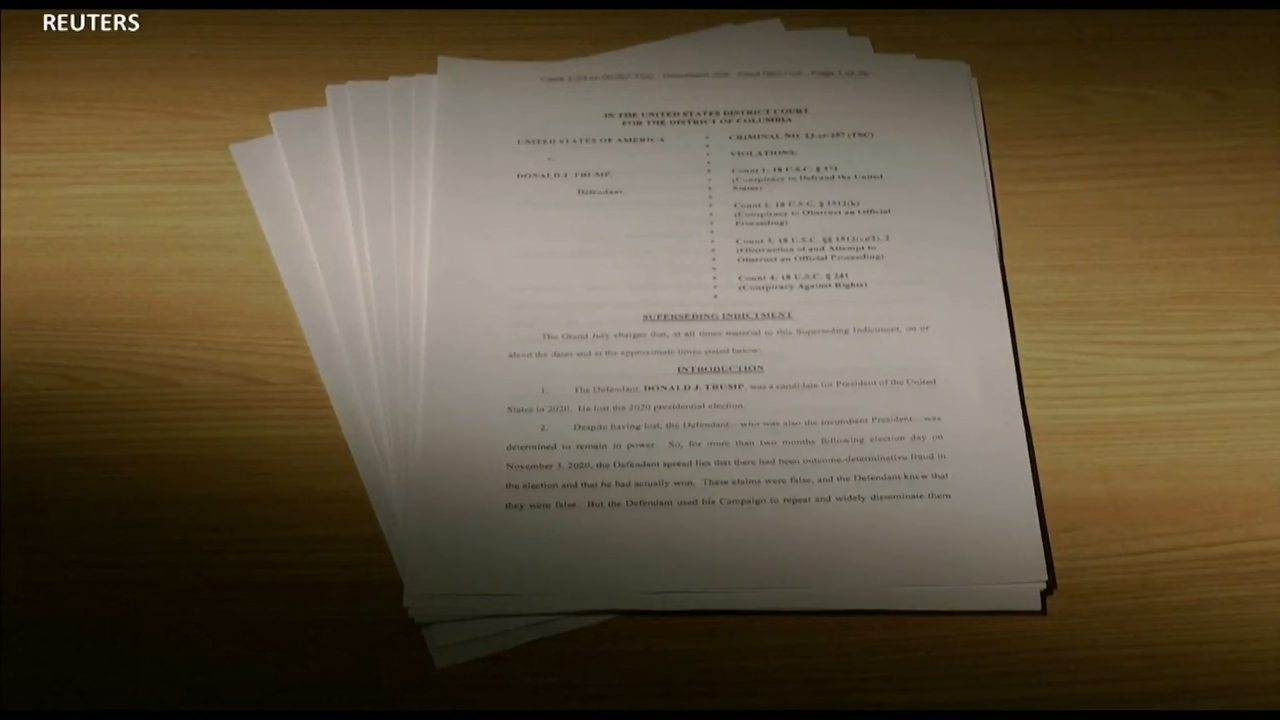 REUTERS
IN THE UNITED STATES DISTRICT COURT
FOR THE DISTRICT OF COLUMBIA
UNITED STATES OF AMERICA
v.
DONALD J. TRUMP,
Defendant.
CRIMINAL NO. 23-cr-257 (TSC)
VIOLATIONS:
Count 1: 18 U.S.C. § 371
(Conspiracy to Defraud the United
States)
Count 2: 18 U.S.C. § 1512(k)
(Conspiracy to Obstruct an Official
Proceeding)
Count 3: 18 U.S.C. §§ 1512(c)(2), 2
(Obstruction of and Attempt to
Obstruct an Official Proceeding)
Count 4: 18 U.S.C. § 241
(Conspiracy Against Rights)
SUPERSEDING INDICTMENT
The Grand Jury charges that, at all times material to this Superseding Indictment, on or
about the dates and at the approximate times stated below:
INTRODUCTION
1. The Defendant, DONALD J. TRUMP, was a candidate for President of the United
States in 2020. He lost the 2020 presidential election.
2. Despite having lost, the Defendant—who was also the incumbent President—was
determined to remain in power. So, for more than two months following election day on
November 3, 2020, the Defendant spread lies that there had been outcome-determinative fraud in
the election and that he had actually won. These claims were false, and the Defendant knew that
they were false. But the Defendant used his Campaign to repeat and widely disseminate them